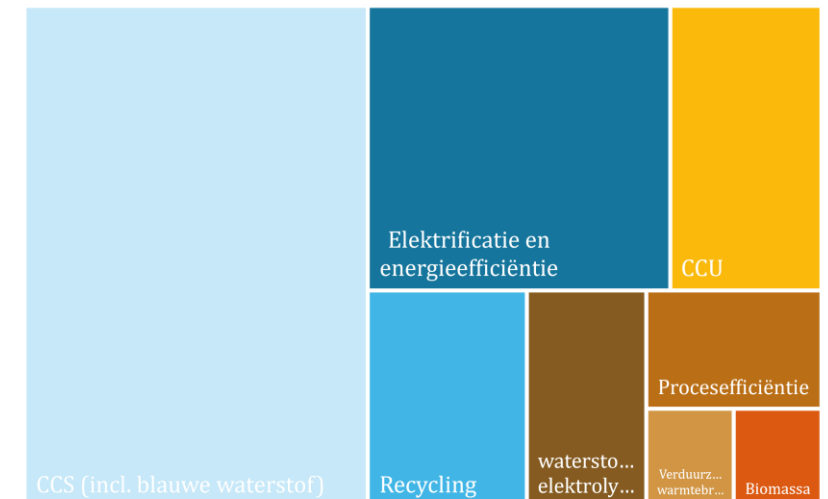 Elektrificatie en
energieefficiëntie
CCU
Procesefficiëntie
CCS (incl. blauwe waterstof)
Recycling
watersto...
elektroly...
Verduurz...
warmtebr...
Biomassa